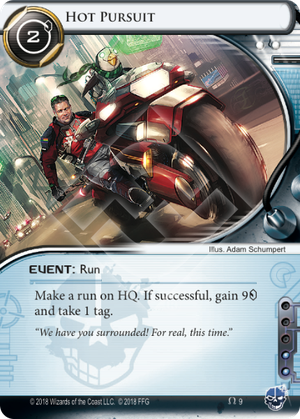 2
HOT PURSUIT
Illus. Adam Schumpert
EVENT: Run
Make a run on HQ. If successful, gain 9
and take 1 tag.
"We have you surrounded! For real, this time."
© 2018 Wizards of the Coast LLC. © 2018 FFG
Ω 9